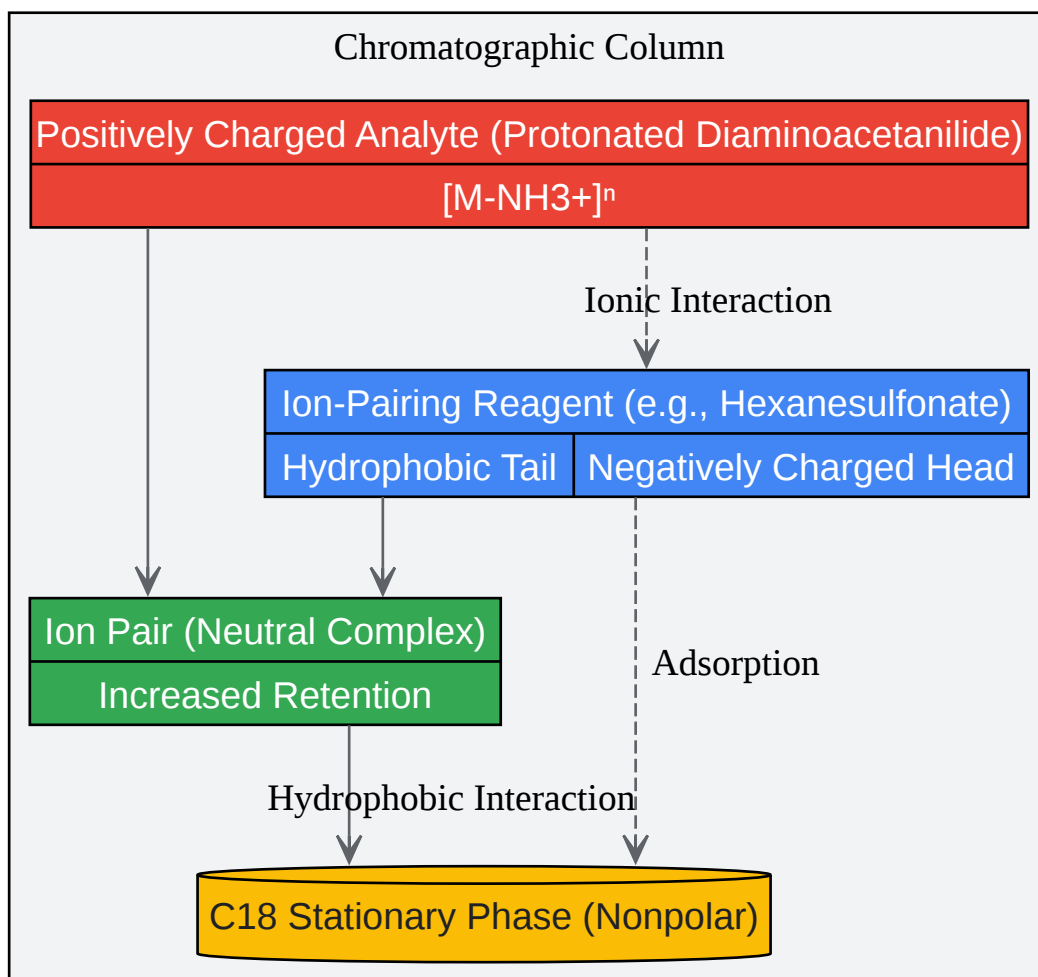 Chromatographic Column
Positively Charged Analyte (Protonated Diaminoacetanilide)
[M-NH3+]ⁿ
Ionic Interaction
Ion-Pairing Reagent (e.g., Hexanesulfonate)
Hydrophobic Tail
Negatively Charged Head
Ion Pair (Neutral Complex)
Adsorption
Increased Retention
Hydrophobic Interaction
C18 Stationary Phase (Nonpolar)